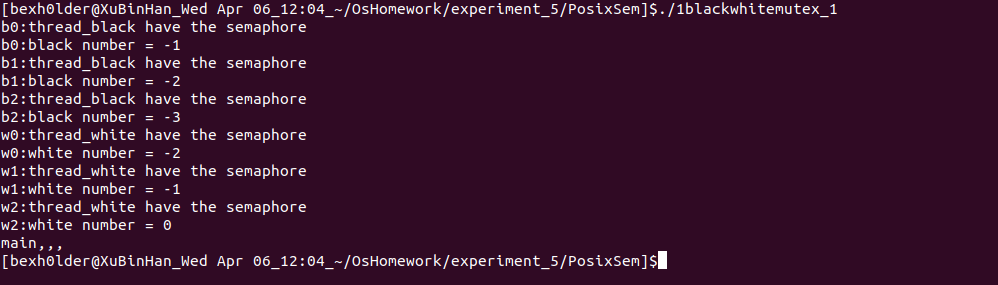 [bexh0lder@XuBinHan_Wed Apr 06_12:04_~/OsHomework/experiment_5/PosixSem]$./1blackwhitemutex_1
b0:thread_black have the semaphore
b0:black number = -1
b1:thread_black have the semaphore
b1:black number = -2
b2:thread_black have the semaphore
b2:black number = -3
w0:thread_white have the semaphore
w0:white number = -2
w1:thread_white have the semaphore
w1:white number = -1
w2:thread_white have the semaphore
w2:white number = 0
main,,,
[bexh0lder@XuBinHan_Wed Apr 06_12:04_~/OsHomework/experiment_5/PosixSem]$